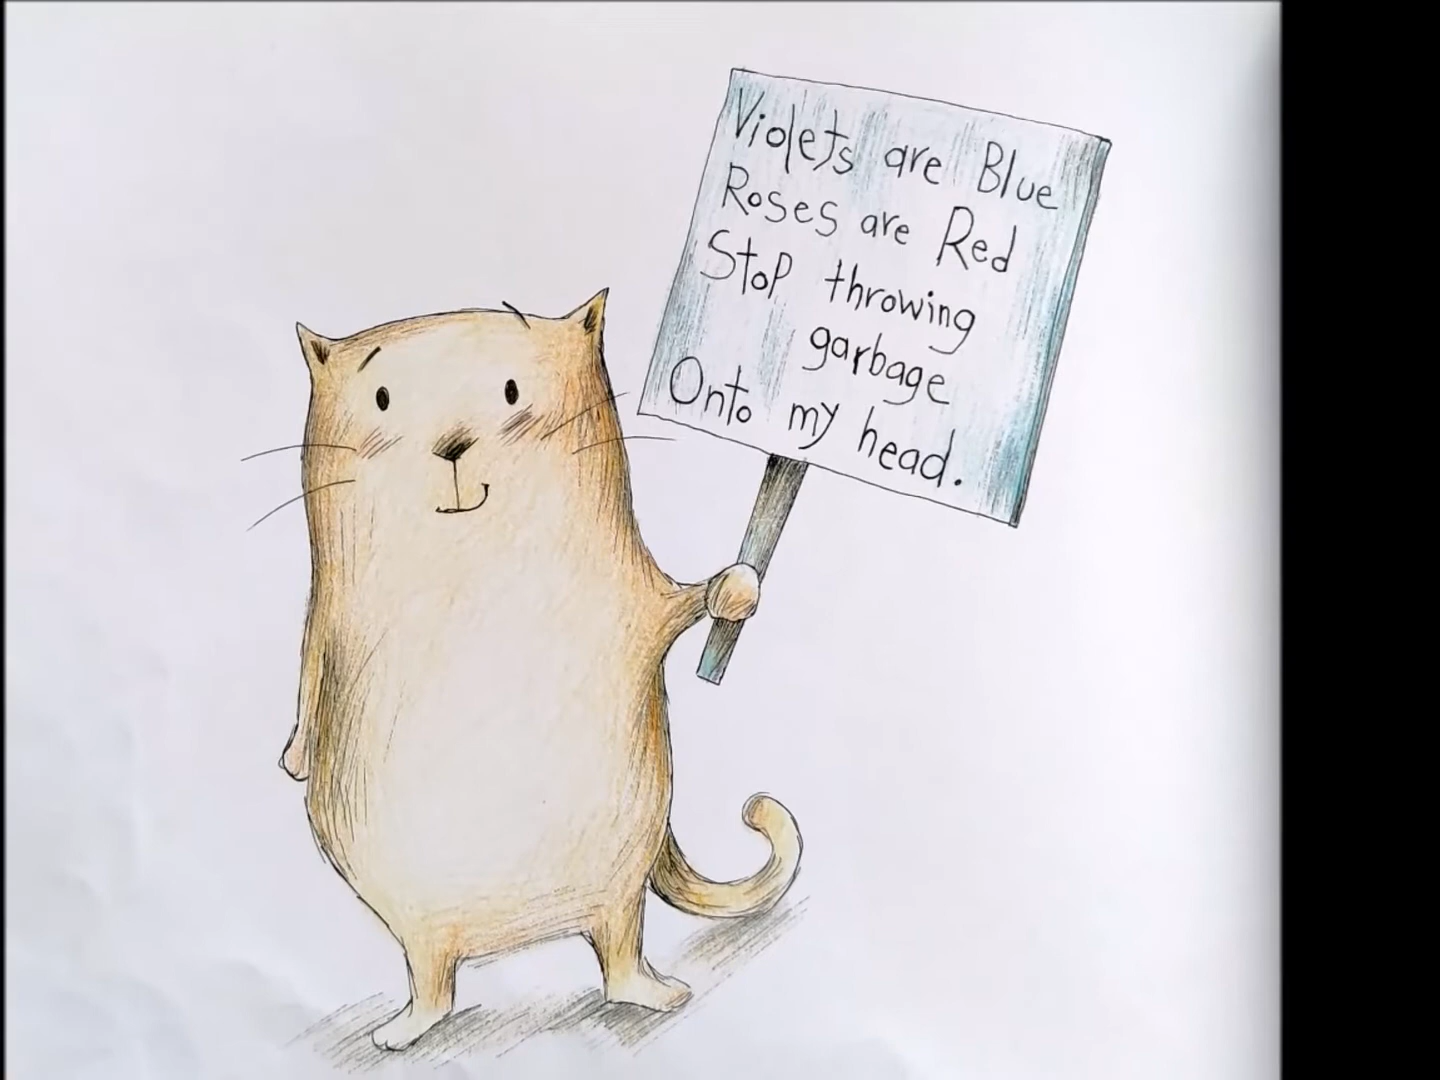 Violets are Blue
Roses are Red
Stop throwing
garbage
Onto my head.